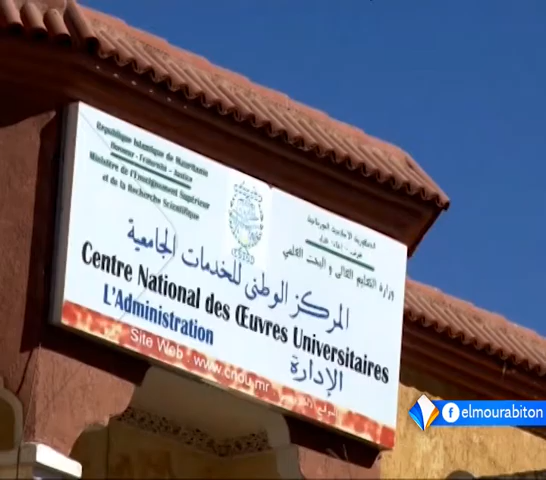 République Islamique de Mauritanie
Honneur - Fraternité - Justice
Ministère de l'Enseignement Supérieur
et de la Recherche Scientifique
الجمهورية الإسلامية الموريتانية
شرف - إخاء - عدل
وزارة التعليم العالي و البحث العلمي
المركز الوطني للخدمات الجامعية
Centre National des Œuvres Universitaires
L'Administration
الإدارة
Site Web : www.cnou.mr
elmourabiton